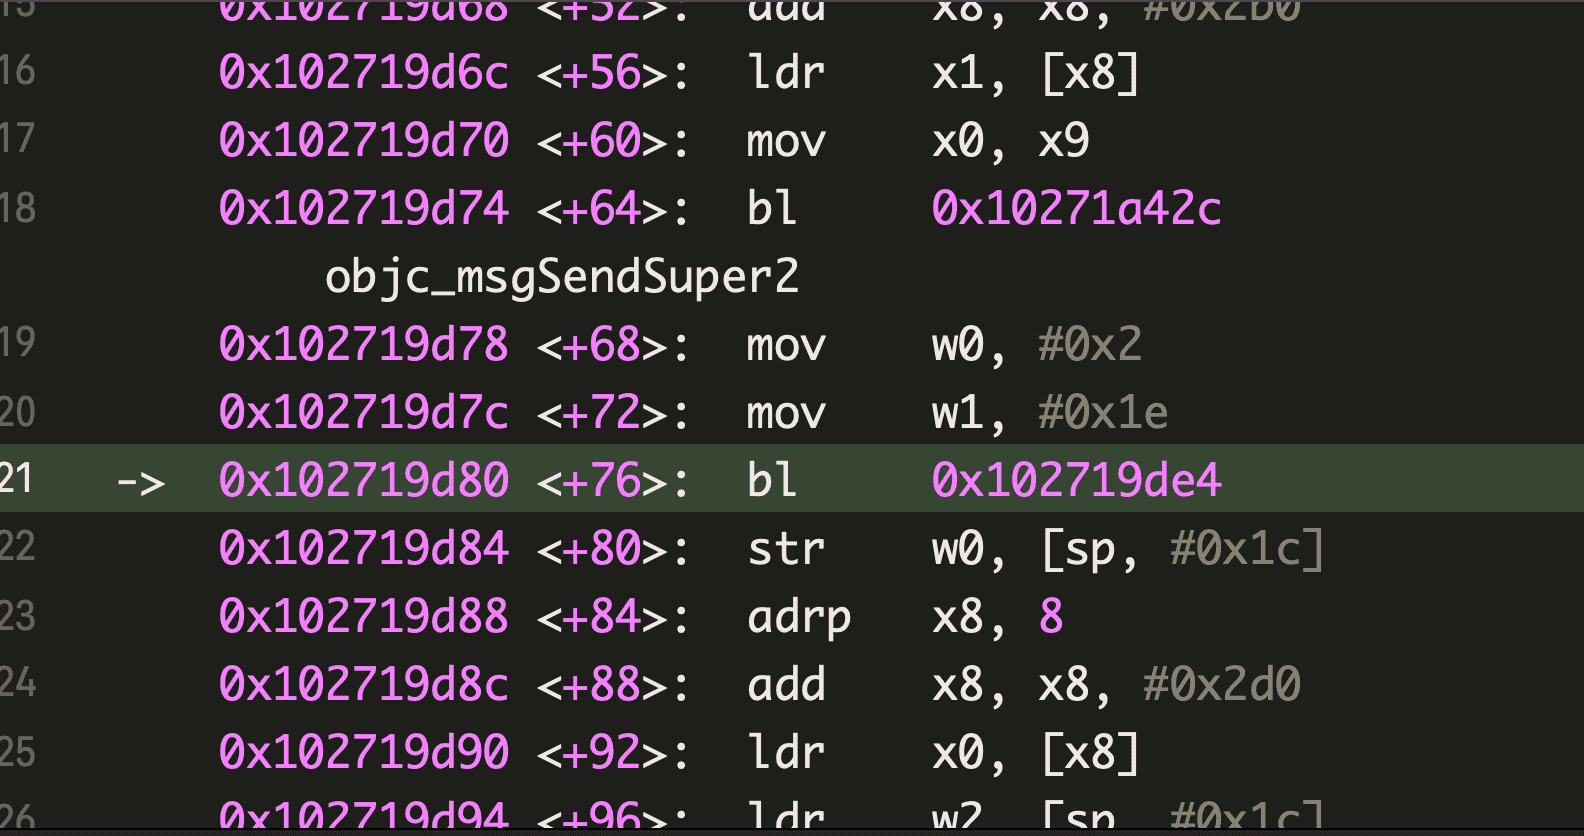 15 0x102719d68 <+52>: add x8, x8, #0x2b0
16 0x102719d6c <+56>: ldr x1, [x8]
17 0x102719d70 <+60>: mov x0, x9
18 0x102719d74 <+64>: bl 0x10271a42c
objc_msgSendSuper2
19 0x102719d78 <+68>: mov w0, #0x2
20 0x102719d7c <+72>: mov w1, #0x1e
21 -> 0x102719d80 <+76>: bl 0x102719de4
22 0x102719d84 <+80>: str w0, [sp, #0x1c]
23 0x102719d88 <+84>: adrp x8, 8
24 0x102719d8c <+88>: add x8, x8, #0x2d0
25 0x102719d90 <+92>: ldr x0, [x8]
26 0x102719d94 <+96>: ldr w2, [sp, #0x1c]